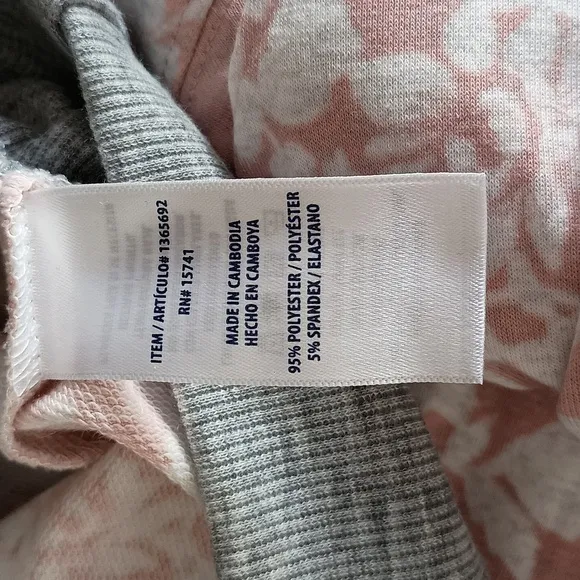 ITEM / ARTÍCULO# 1365692
RN# 15741
MADE IN CAMBODIA
HECHO EN CAMBOYA
95% POLYESTER / POLYÉSTER
5% SPANDEX / ELASTANO